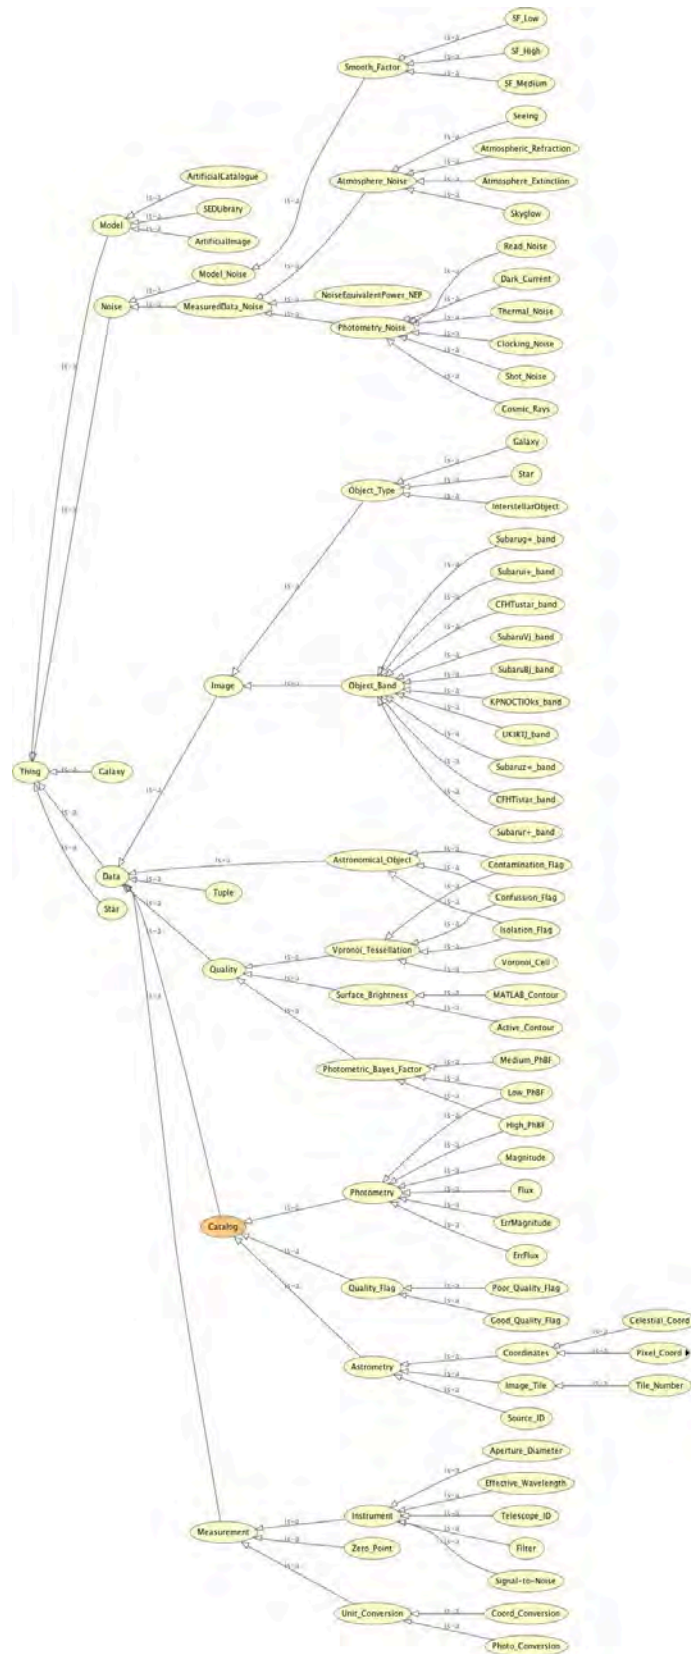 SF_Low
SF_High
Smooth_Factor
SF_Medium
Seeing
Atmospheric_Refraction
ArtificialCatalogue
Atmosphere_Noise
Atmosphere_Extinction
SEDLibrary
Skyglow
Model
ArtificialImage
Read_Noise
Model_Noise
Dark_Current
NoiseEquivalentPower_NEP
Noise
MeasuredData_Noise
Thermal_Noise
Photometry_Noise
Clocking_Noise
Shot_Noise
Cosmic_Rays
Galaxy
Star
Object_Type
InterstellarObject
Subarug+_band
Subarui+_band
CFHTustar_band
SubaruVj_band
SubaruBj_band
Image
Object_Band
KPNOCTIOks_band
UKIRTJ_band
Subaruz+_band
Thing
Galaxy
CFHTistar_band
Subarur+_band
Astronomical_Object
Contamination_Flag
Data
Tuple
Confussion_Flag
Star
Isolation_Flag
Voronoi_Tessellation
Voronoi_Cell
Quality
Surface_Brightness
MATLAB_Contour
Active_Contour
Medium_PhBF
Photometric_Bayes_Factor
Low_PhBF
High_PhBF
Magnitude
Photometry
Flux
Catalog
ErrMagnitude
ErrFlux
Quality_Flag
Poor_Quality_Flag
Good_Quality_Flag
Celestial_Coord
Coordinates
Pixel_Coord
Astrometry
Image_Tile
Tile_Number
Source_ID
Aperture_Diameter
Effective_Wavelength
Instrument
Telescope_ID
Measurement
Zero_Point
Filter
Signal-to-Noise
Unit_Conversion
Coord_Conversion
Photo_Conversion